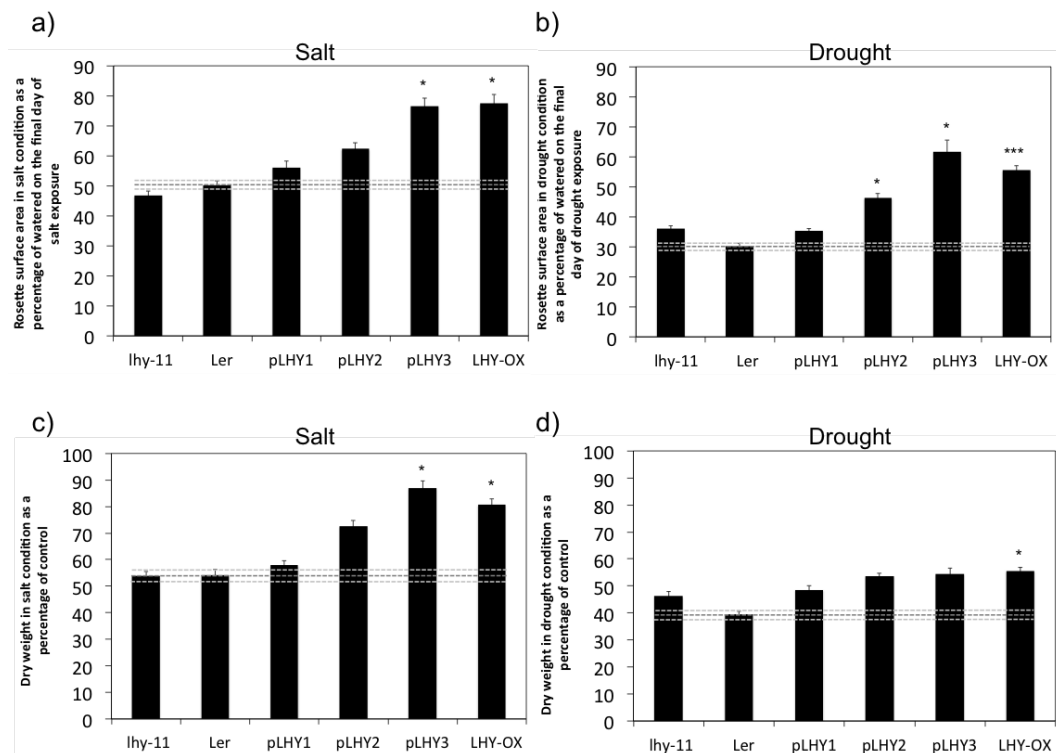 a)
Salt
Rosette surface area in salt condition as a
percentage of watered on the final day of
salt exposure
90
80
70
60
50
40
30
20
10
0
* *
lhy-11 Ler pLHY1 pLHY2 pLHY3 LHY-OX
b)
Drought
Rosette surface area in drought condition
as a percentage of watered on the final
day of drought exposure
90
80
70
60
50
40
30
20
10
0
* * ***
lhy-11 Ler pLHY1 pLHY2 pLHY3 LHY-OX
c)
Salt
Dry weight in salt condition as a
percentage of control
100
90
80
70
60
50
40
30
20
10
0
* *
lhy-11 Ler pLHY1 pLHY2 pLHY3 LHY-OX
d)
Drought
Dry weight in drought condition as a
percentage of control
100
90
80
70
60
50
40
30
20
10
0
*
lhy-11 Ler pLHY1 pLHY2 pLHY3 LHY-OX